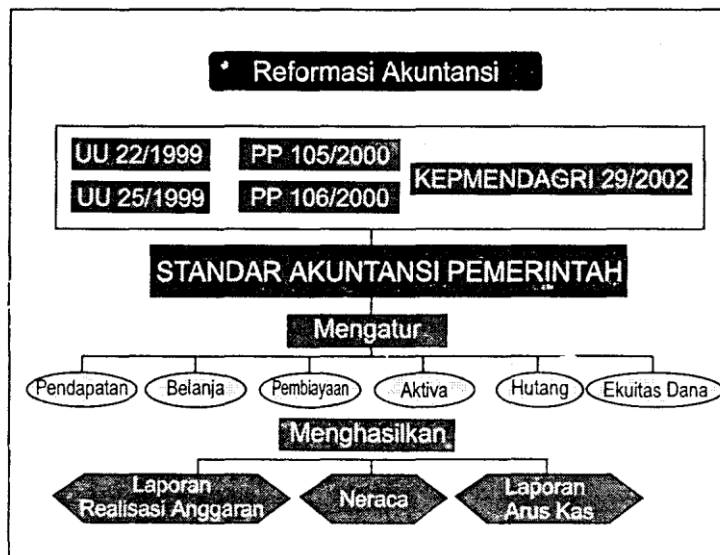 Reformasi Akuntansi
UU 22/1999
PP 105/2000
KEPMENDAGRI 29/2002
UU 25/1999
PP 106/2000
STANDAR AKUNTANSI PEMERINTAH
Mengatur
Pendapatan
Belanja
Pembiayaan
Aktiva
Hutang
Ekuitas Dana
Menghasilkan
Laporan
Realisasi Anggaran
Neraca
Laporan
Arus Kas